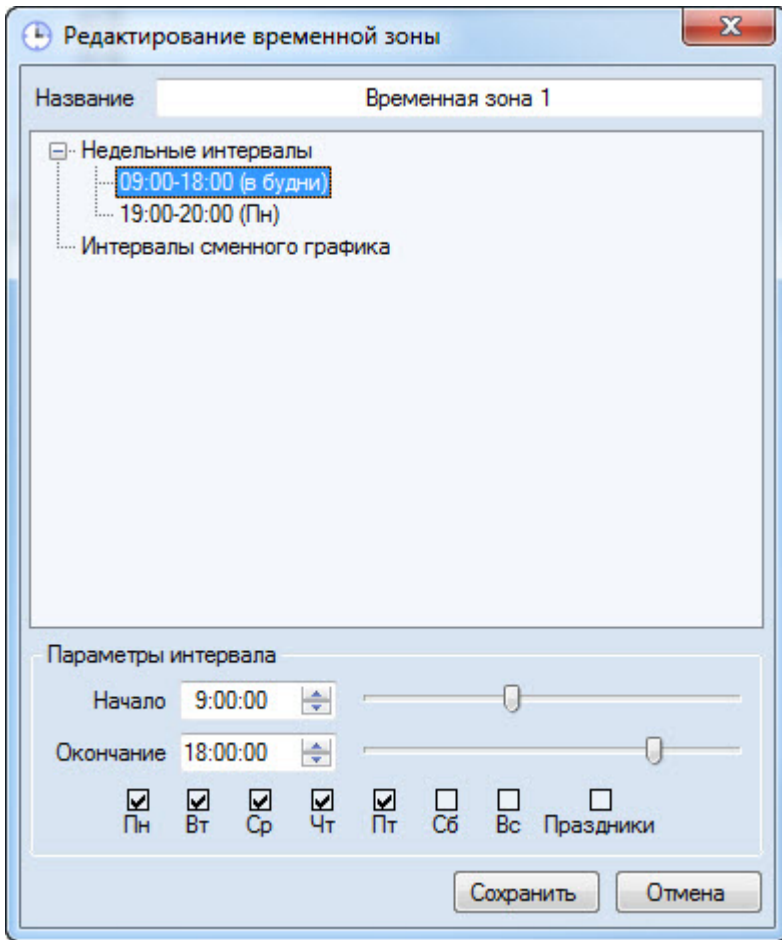 Редактирование временной зоны
Название Временная зона 1
Недельные интервалы
09:00-18:00 (в будни)
19:00-20:00 (Пн)
Интервалы сменного графика
Параметры интервала
Начало 9:00:00
Окончание 18:00:00
Пн Вт Ср Чт Пт Сб Вс Праздники
Сохранить Отмена